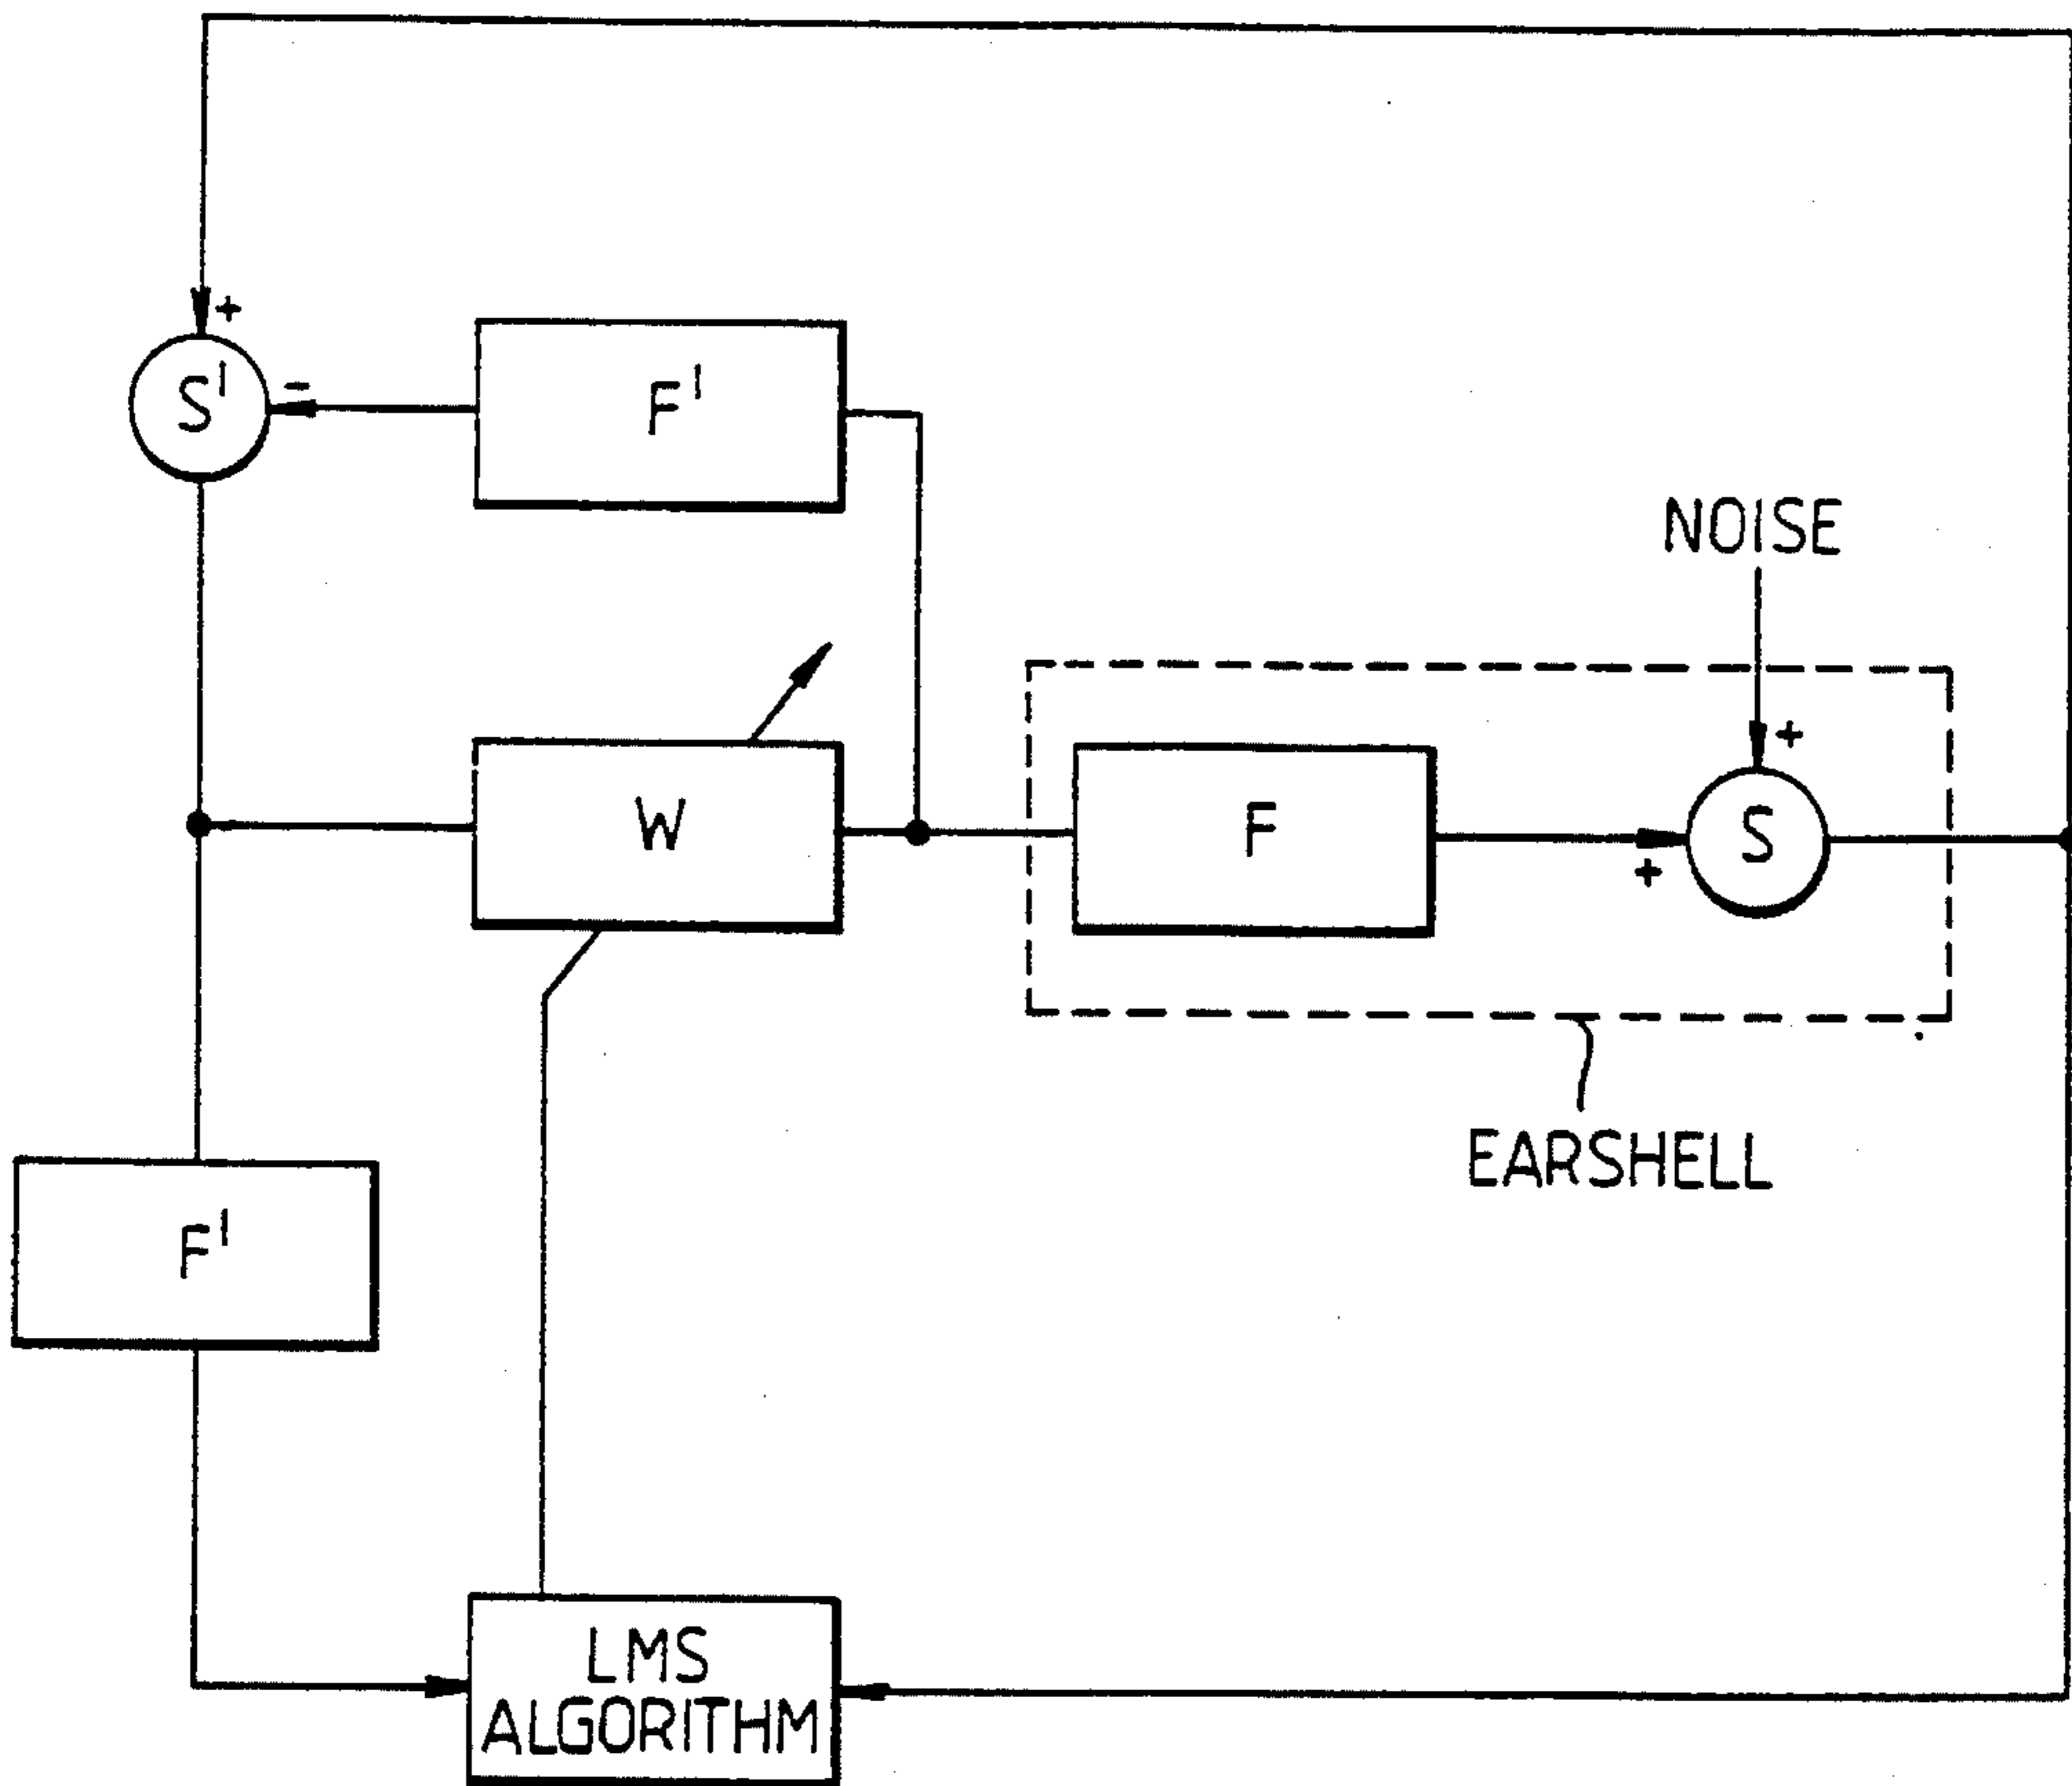 +
S'
-
F'
NOISE
+
W
F
S
+
EARSHELL
F'
LMS
ALGORITHM